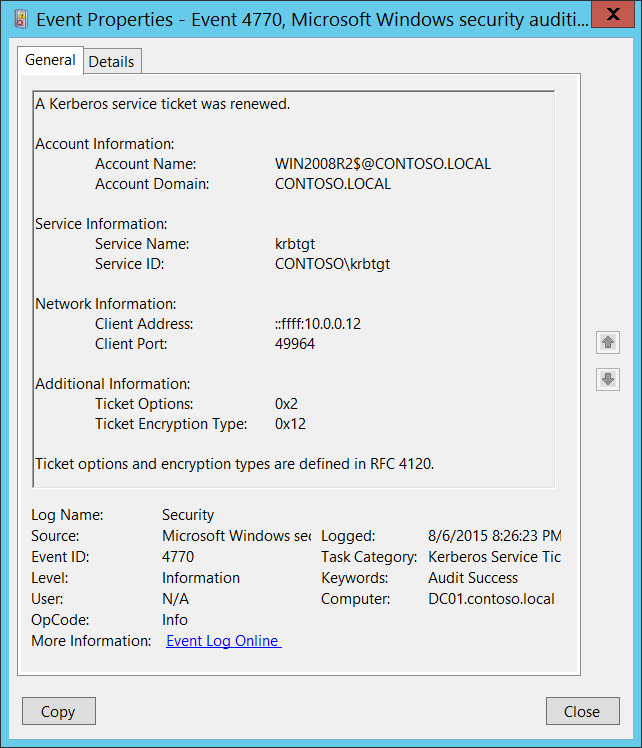 Event Properties - Event 4770, Microsoft Windows security auditi...
X
General
Details
A Kerberos service ticket was renewed.
Account Information:
Account Name: WIN2008R2$@CONTOSO.LOCAL
Account Domain: CONTOSO.LOCAL
Service Information:
Service Name: krbtgt
Service ID: CONTOSO\krbtgt
Network Information:
Client Address: ::ffff:10.0.0.12
Client Port: 49964
Additional Information:
Ticket Options: 0x2
Ticket Encryption Type: 0x12
Ticket options and encryption types are defined in RFC 4120.
Log Name: Security
Source: Microsoft Windows sec Logged: 8/6/2015 8:26:23 PM
Event ID: 4770 Task Category: Kerberos Service Tic
Level: Information Keywords: Audit Success
User: N/A Computer: DC01.contoso.local
OpCode: Info
More Information: Event Log Online
Copy
Close